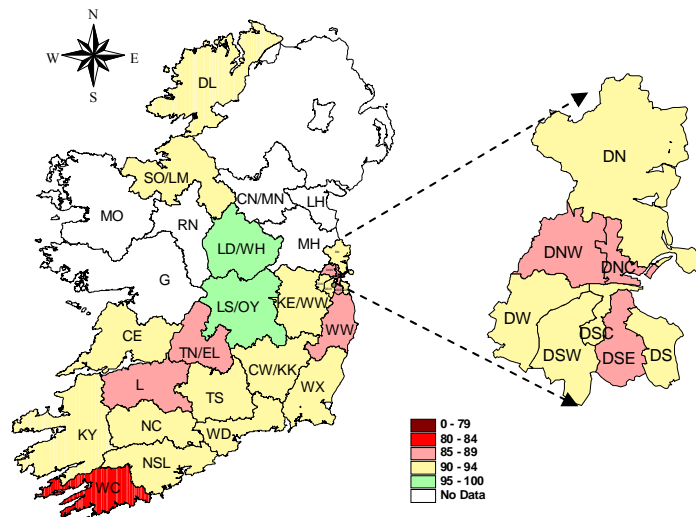 N
W E
S
DL
DN
SO/LM
CN/MN
LH
MO
RN
MH
LD/WH
DNW
DNC
G
LS/OY
KE/WW
DW
DSC
DSW
DSE
DS
CE
WW
TN/EL
CW/KK
L
TS
WX
KY
NC
WD
NSL
WC
0 - 79
80 - 84
85 - 89
90 - 94
95 - 100
No Data